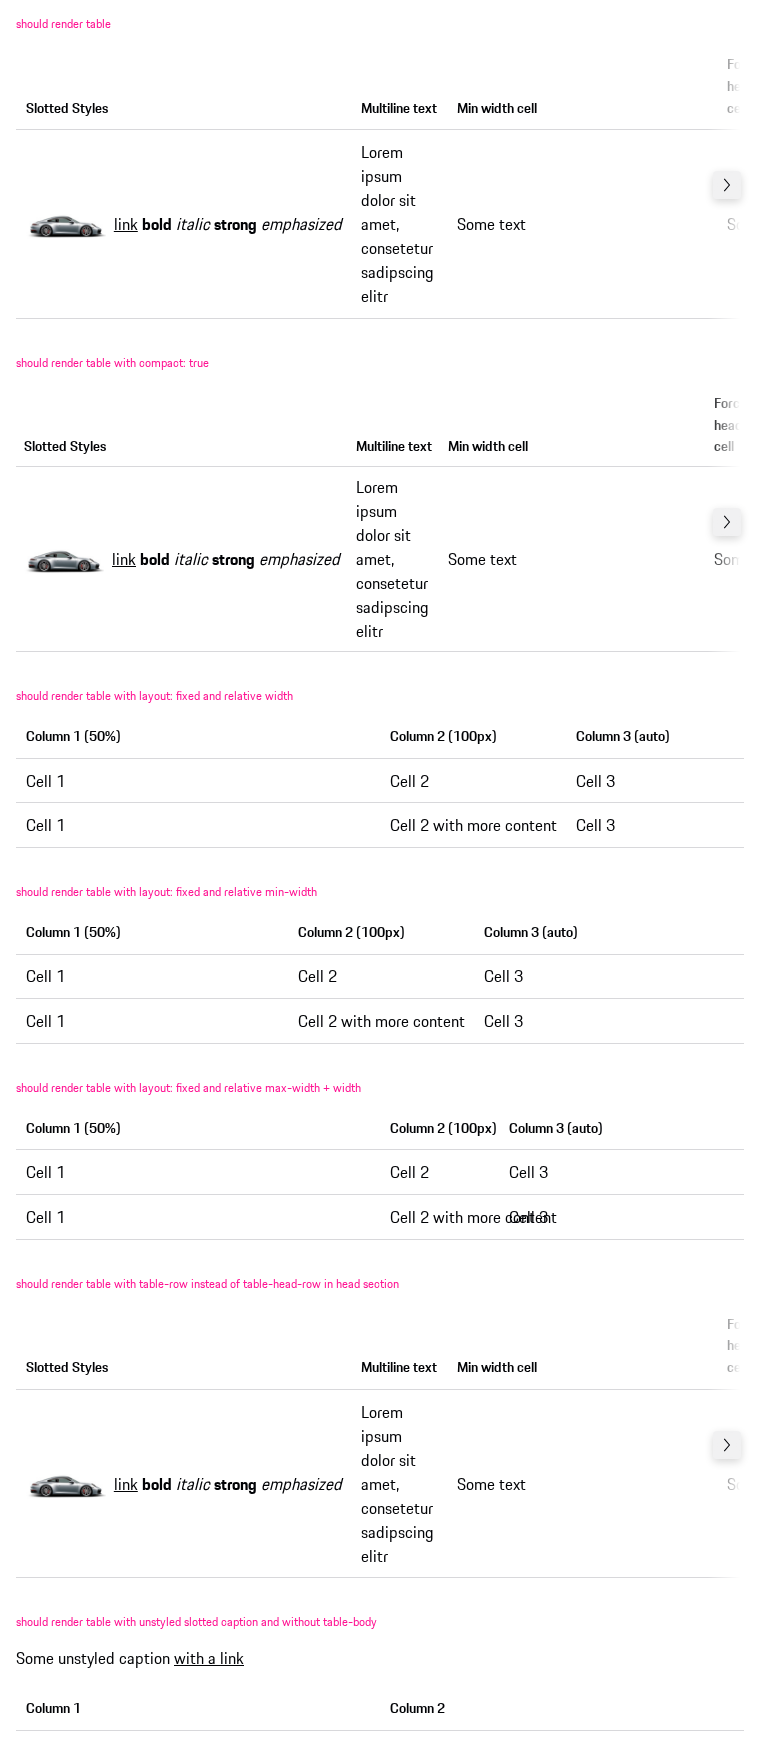 should render table
Slotted Styles Multiline text Min width cell
Lorem
ipsum
dolor sit
link bold italic strong emphasized amet, Some text
consetetur
sadipscing
elitr
should render table with compact: true
Slotted Styles Multiline text Min width cell cell
Lorem
ipsum
dolor sit
link bold italic strong emphasized amet, Some text
consetetur
sadipscing
elitr
should render table with layout: fixed and relative width
Column 1 (50%) Column 2 (100px) Column 3 (auto)
Cell 1 Cell 2 Cell 3
Cell 1 Cell 2 with more content Cell 3
should render table with layout: fixed and relative min-width
Column 1 (50%) Column 2 (100px) Column 3 (auto)
Cell 1 Cell 2 Cell 3
Cell 1 Cell 2 with more content Cell 3
should render table with layout: fixed and relative max-width + width
Column 1 (50%) Column 2 (100px) Column 3 (auto)
Cell 1 Cell 2 Cell 3
Cell 1 Cell 2 with more content Cell 3
should render table with table-row instead of table-head-row in head section
Slotted Styles Multiline text Min width cell
Lorem
ipsum
dolor sit
link bold italic strong emphasized amet, Some text
consetetur
sadipscing
elitr
should render table with unstyled slotted caption and without table-body
Some unstyled caption with a link
Column 1 Column 2